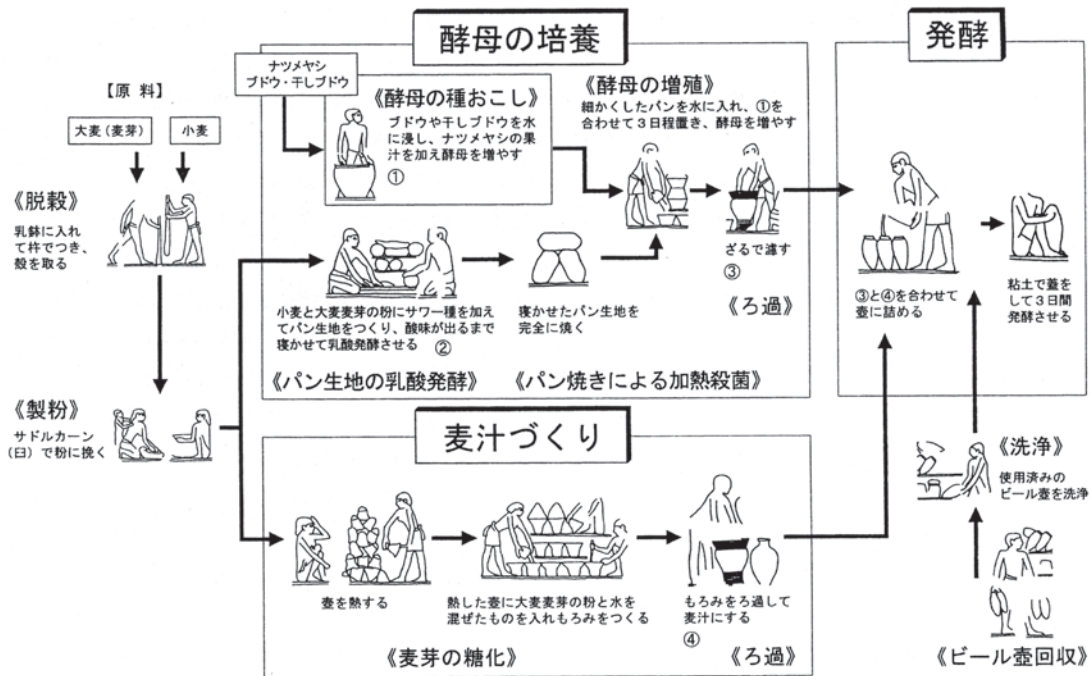 【原 料】
大麦(麦芽)
小麦
《脱穀》
乳鉢に入れ
て杵でつき、
殻を取る
《製粉》
サドルカーン
(臼)で粉に挽く
酵母の培養
ナツメヤシ
ブドウ・干しブドウ
《酵母の種おこし》
ブドウや干しブドウを水
に浸し、ナツメヤシの果
汁を加え酵母を増やす
①
《酵母の増殖》
細かくしたパンを水に入れ、①を
合わせて3日程置き、酵母を増やす
ざるで濾す
③
《ろ過》
小麦と大麦麦芽の粉にサワー種を加え
てパン生地をつくり、酸味が出るまで
寝かせて乳酸発酵させる ②
《パン生地の乳酸発酵》
寝かせたパン生地を
完全に焼く
《パン焼きによる加熱殺菌》
麦汁づくり
壺を熱する
熱した壺に大麦麦芽の粉と水を
混ぜたものを入れもろみをつくる
《麦芽の糖化》
もろみをろ過して
麦汁にする
④
《ろ過》
発酵
③と④を合わせて
壺に詰める
粘土で蓋を
して3日間
発酵させる
《洗浄》
使用済みの
ビール壺を洗浄
《ビール壺回収》